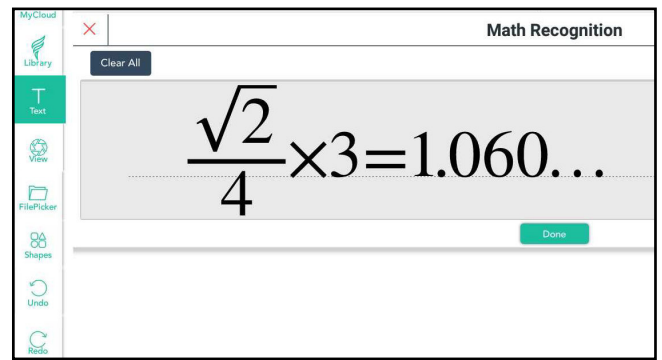 MyCloud
Library
Text
View
FilePicker
Shapes
Undo
Redo
Math Recognition
Clear All
√2/4×3=1.060...
Done